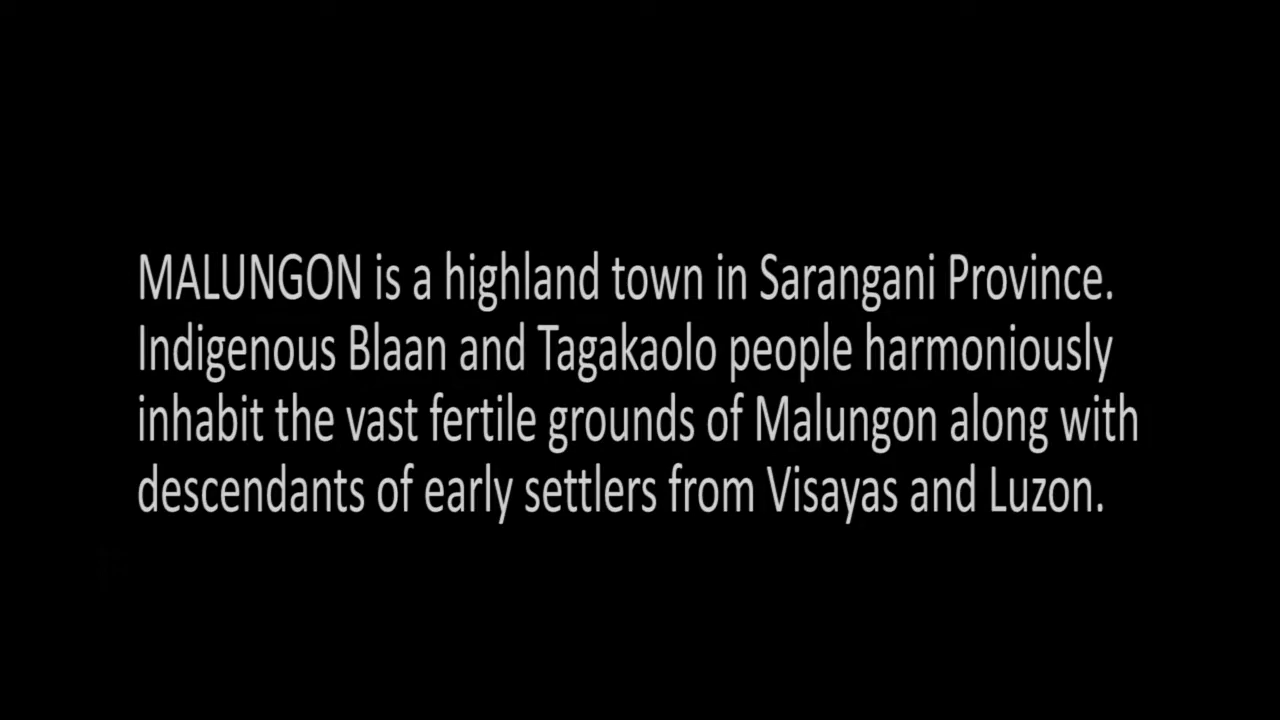 MALUNGON is a highland town in Sarangani Province.
Indigenous Blaan and Tagakaolo people harmoniously
inhabit the vast fertile grounds of Malungon along with
descendants of early settlers from Visayas and Luzon.